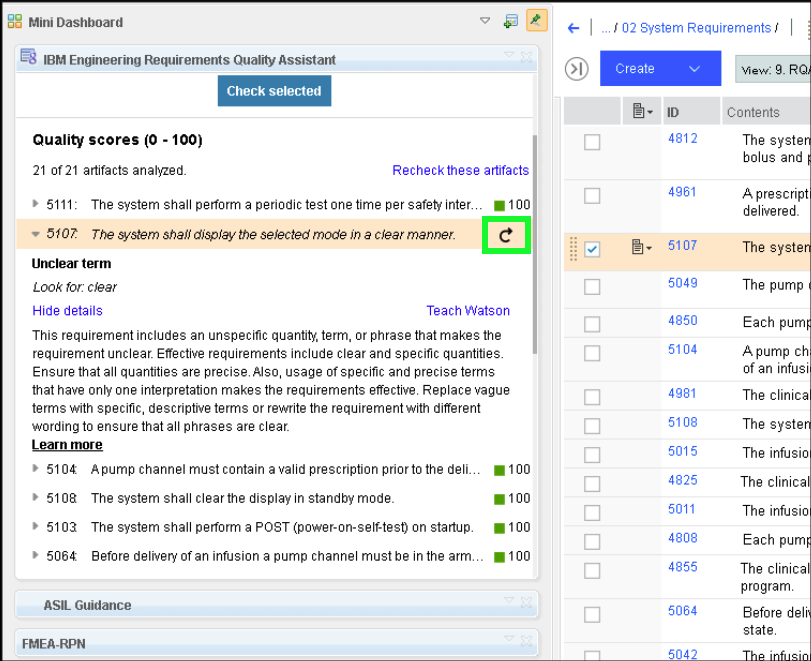 Mini Dashboard
IBM Engineering Requirements Quality Assistant
Check selected
Quality scores (0 - 100)
21 of 21 artifacts analyzed.
Recheck these artifacts
5111: The system shall perform a periodic test one time per safety inter... 100
5107: The system shall display the selected mode in a clear manner.
Unclear term
Look for: clear
Hide details
Teach Watson
This requirement includes an unspecific quantity, term, or phrase that makes the
requirement unclear. Effective requirements include clear and specific quantities.
Ensure that all quantities are precise. Also, usage of specific and precise terms
that have only one interpretation makes the requirements effective. Replace vague
terms with specific, descriptive terms or rewrite the requirement with different
wording to ensure that all phrases are clear.
Learn more
5104: A pump channel must contain a valid prescription prior to the deli... 100
5108: The system shall clear the display in standby mode. 100
5103: The system shall perform a POST (power-on-self-test) on startup. 100
5064: Before delivery of an infusion a pump channel must be in the arm... 100
ASIL Guidance
FMEA-RPN
... / 02 System Requirements /
Create
View: 9. RQA
ID Contents
4812 The system
bolus and p
4961 A prescripti
delivered.
5107 The system
5049 The pump
4850 Each pump
5104 A pump cha
of an infusi
4981 The clinical
5108 The system
5015 The infusio
4825 The clinical
5011 The infusio
4808 Each pump
4855 The clinical
program.
5064 Before deliv
state.
5042 The infusio